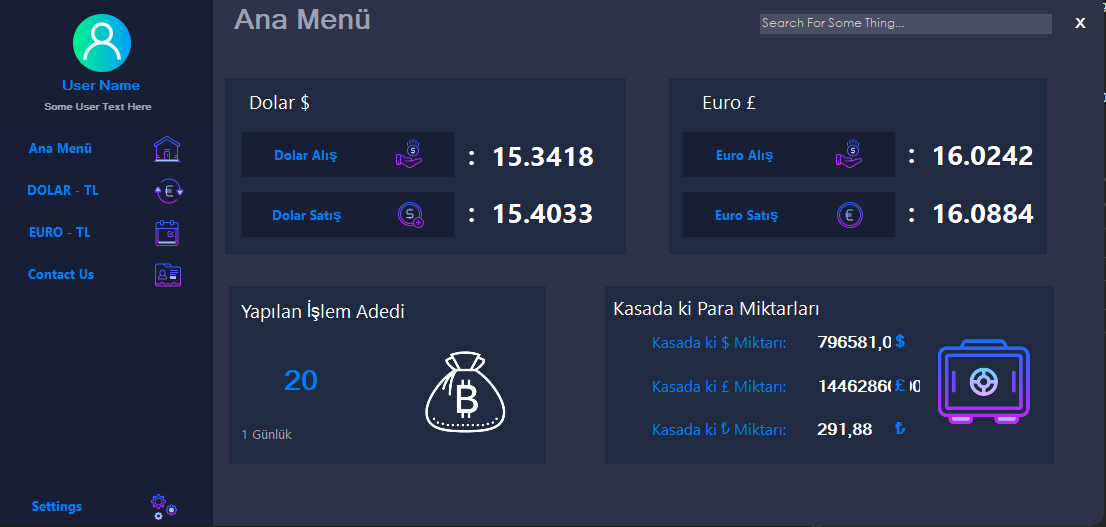 Ana Menü
Search For Some Thing...
X
User Name
Some User Text Here
Ana Menü
DOLAR - TL
EURO - TL
Contact Us
Settings
Dolar $
Dolar Alış
: 15.3418
Dolar Satış
: 15.4033
Euro £
Euro Alış
: 16.0242
Euro Satış
: 16.0884
Yapılan İşlem Adedi
20
1 Günlük
Kasada ki Para Miktarları
Kasada ki $ Miktarı: 796581,0 $
Kasada ki £ Miktarı: £
Kasada ki ₺ Miktarı: 291,88 ₺